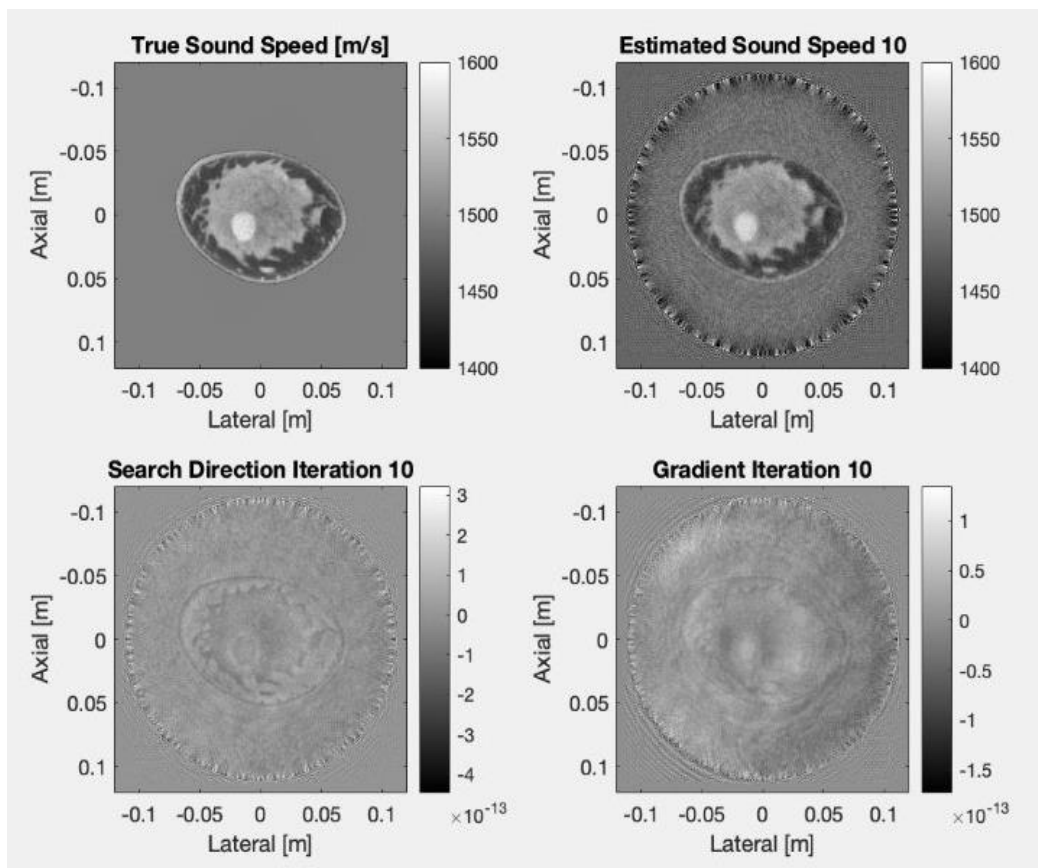 True Sound Speed [m/s]
-0.1
-0.05
0
0.05
0.1
Axial [m]
-0.1 -0.05 0 0.05 0.1
Lateral [m]
1600
1550
1500
1450
1400
Estimated Sound Speed 10
-0.1
-0.05
0
0.05
0.1
Axial [m]
-0.1 -0.05 0 0.05 0.1
Lateral [m]
1600
1550
1500
1450
1400
Search Direction Iteration 10
-0.1
-0.05
0
0.05
0.1
Axial [m]
-0.1 -0.05 0 0.05 0.1
Lateral [m]
3
2
1
0
-1
-2
-3
-4
×10⁻¹³
Gradient Iteration 10
-0.1
-0.05
0
0.05
0.1
Axial [m]
-0.1 -0.05 0 0.05 0.1
Lateral [m]
1
0.5
0
-0.5
-1
-1.5
×10⁻¹³